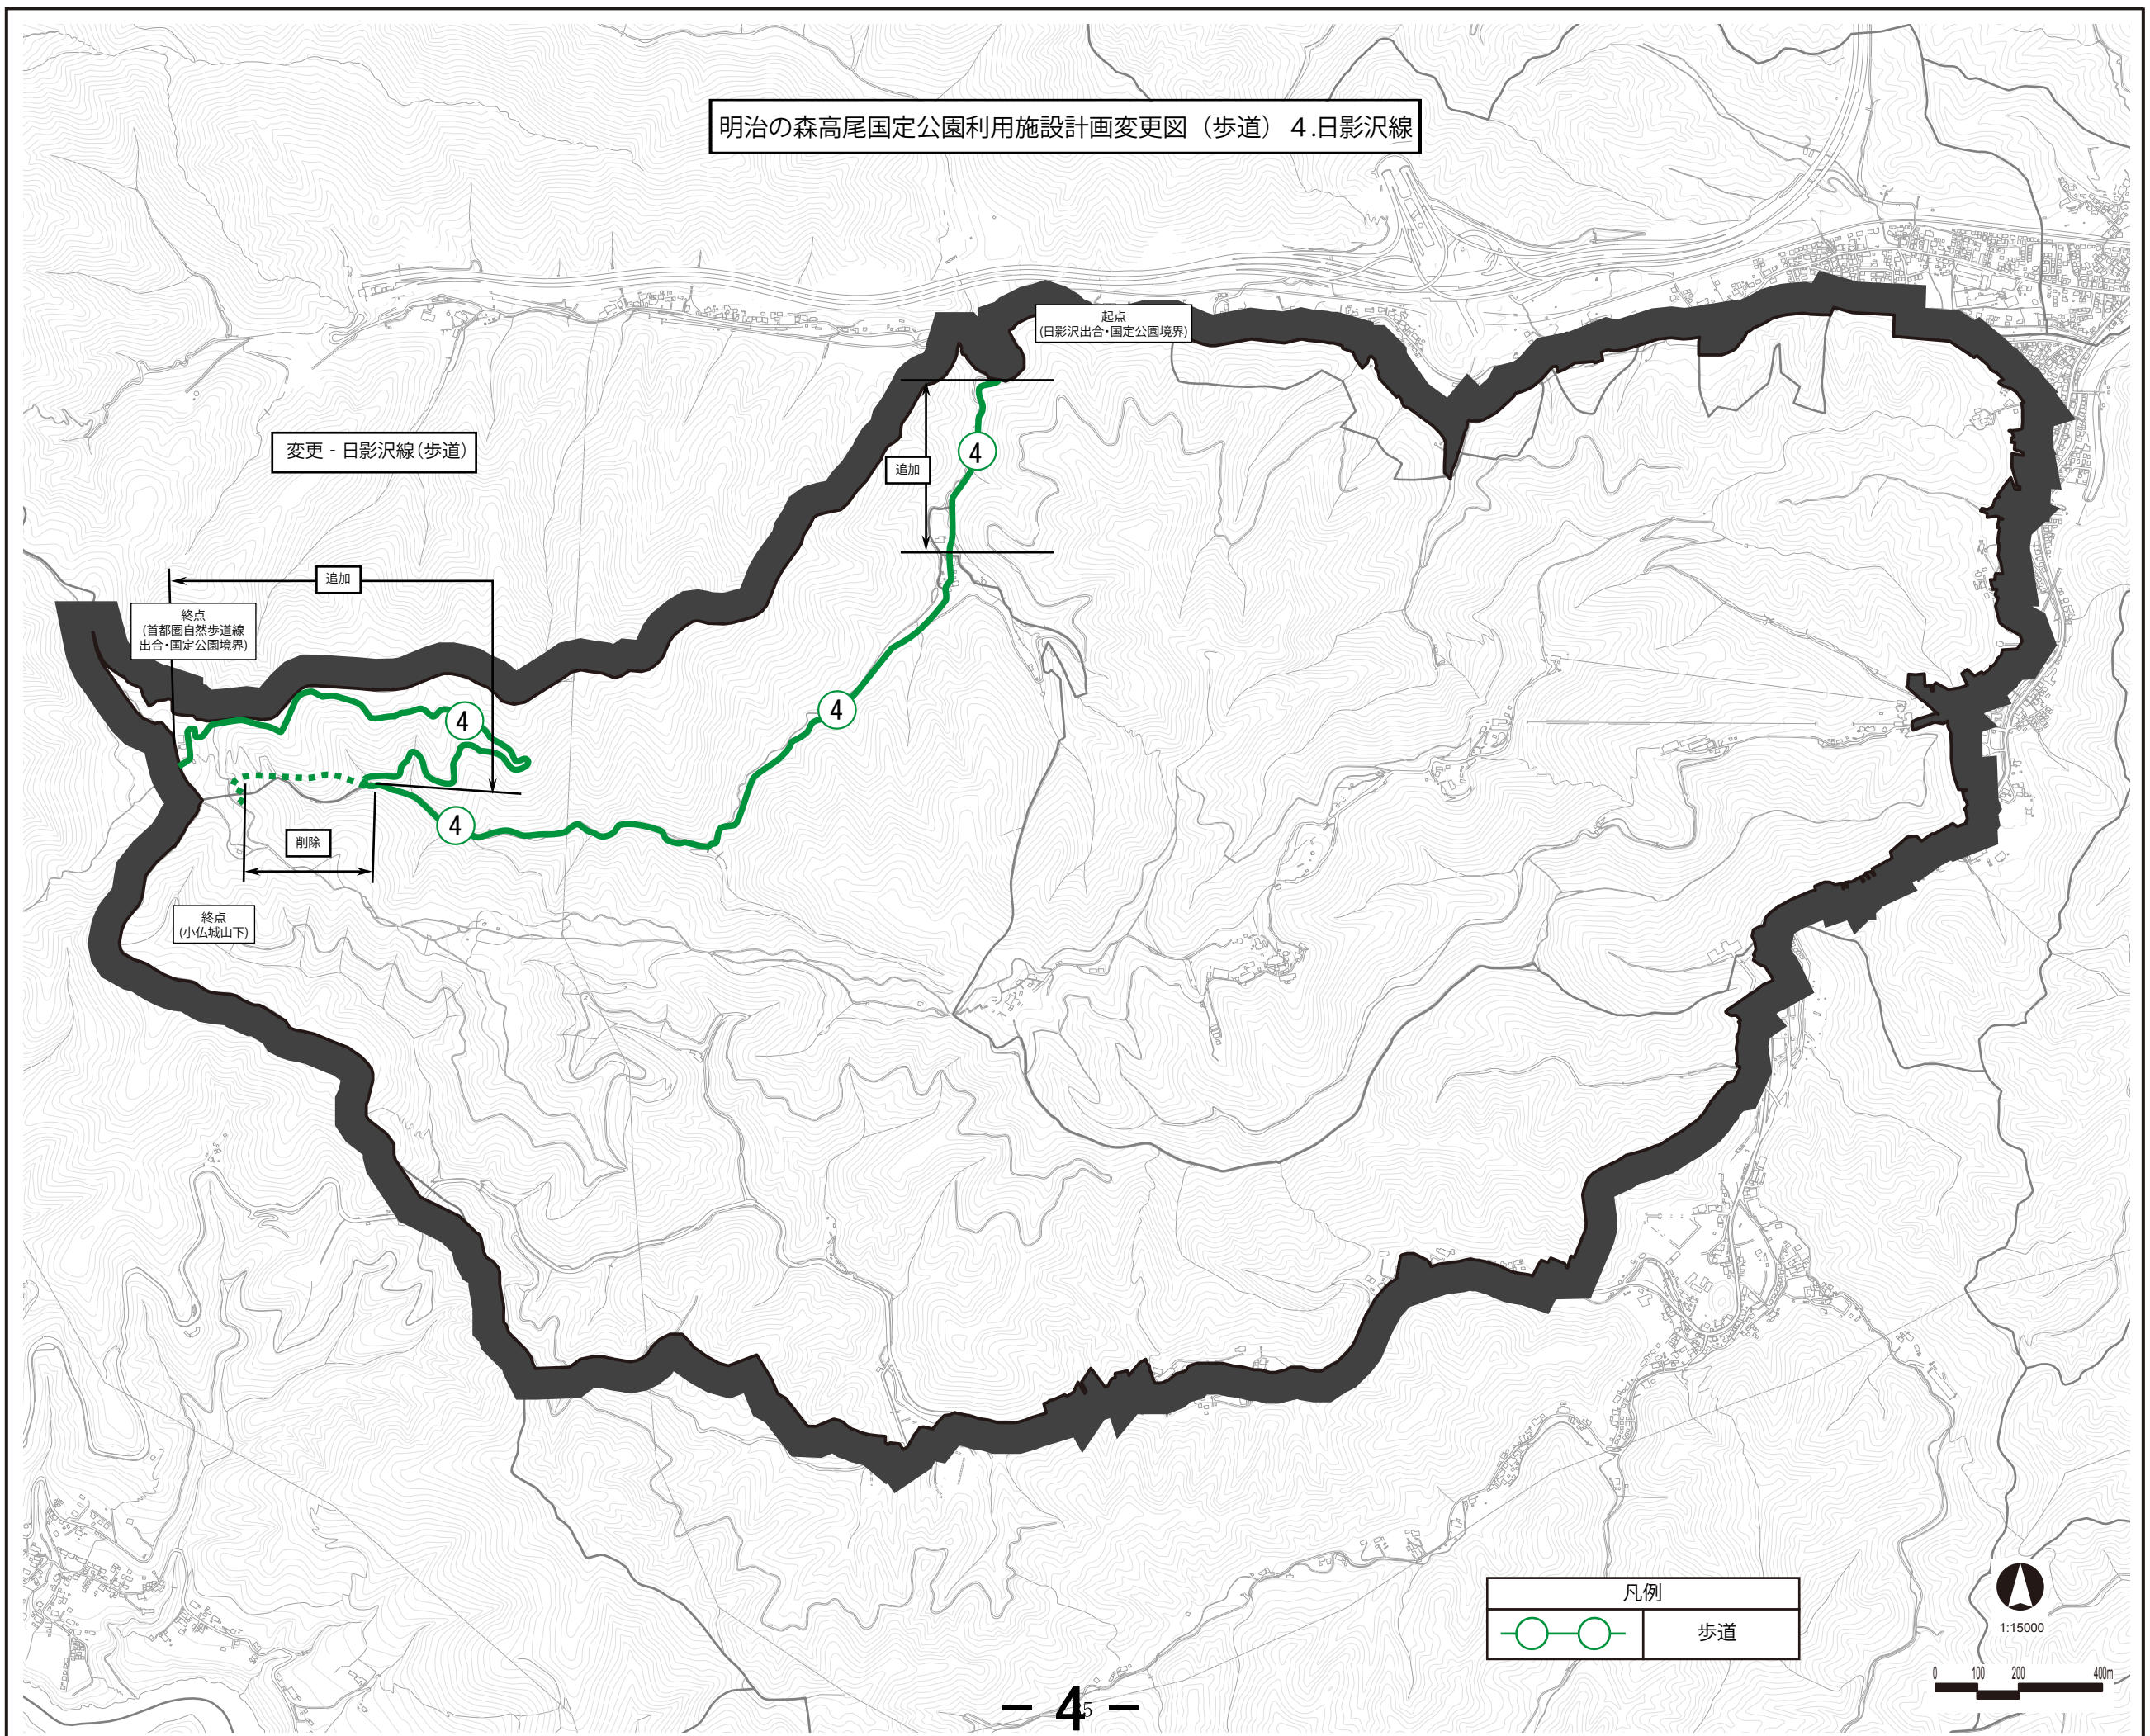 明治の森高尾国定公園利用施設計画変更図（歩道）４.日影沢線
起点
(日影沢出合・国定公園境界)
変更 - 日影沢線(歩道)
追加
4
追加
終点
(首都圏自然歩道線
出合・国定公園境界)
4
4
4
削除
終点
(小仏城山下)
凡例
歩道
1:15000
0 100 200 400m
― 4 ―
5